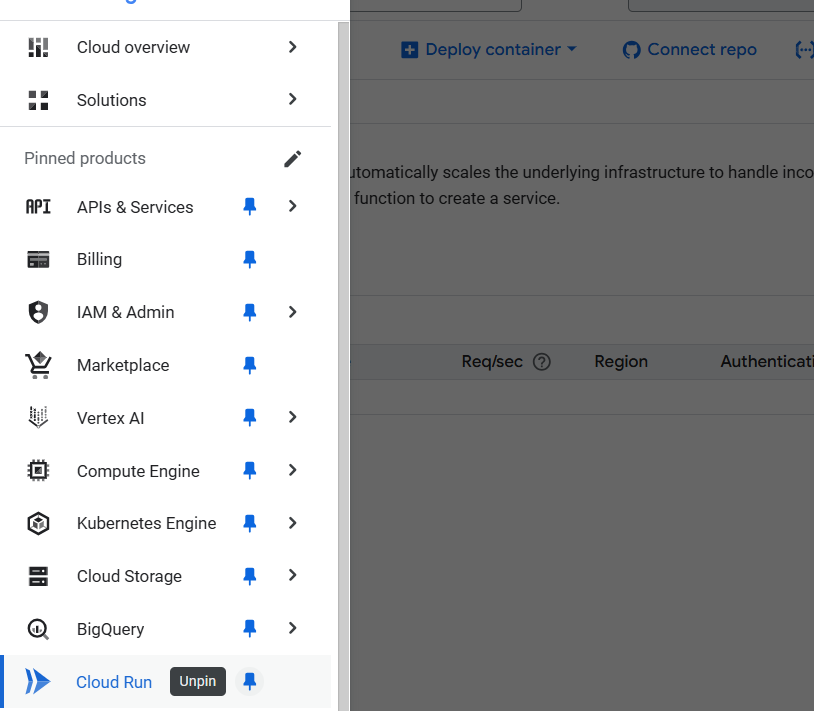 Cloud overview
Solutions
Pinned products
API APIs & Services
Billing
IAM & Admin
Marketplace
Vertex AI
Compute Engine
Kubernetes Engine
Cloud Storage
BigQuery
Cloud Run Unpin
Deploy container Connect repo
utomatically scales the underlying infrastructure to handle inco
function to create a service.
Req/sec ? Region Authenticati